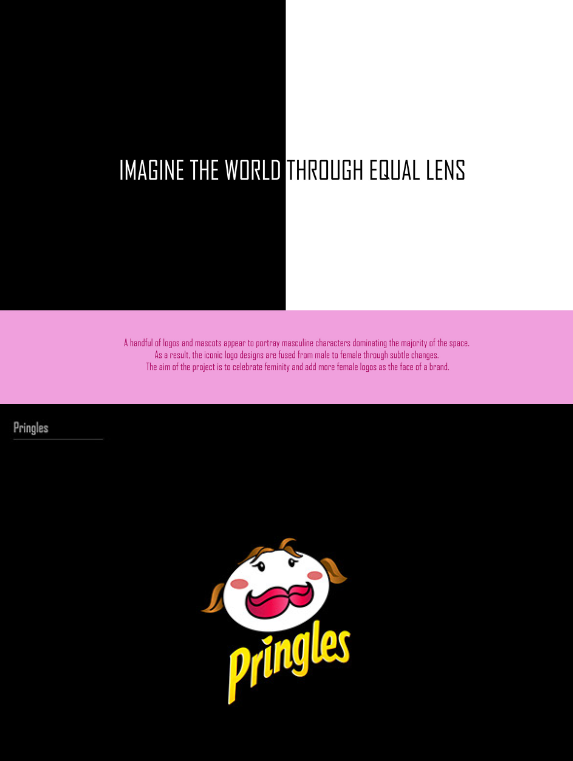 IMAGINE THE WORLD THROUGH EQUAL LENS
A handful of logos and mascots appear to portray masculine characters dominating the majority of the space.
As a result, the iconic logo designs are fused from male to female through subtle changes.
The aim of the project is to celebrate feminity and add more female logos as the face of a brand.
Pringles
Pringles